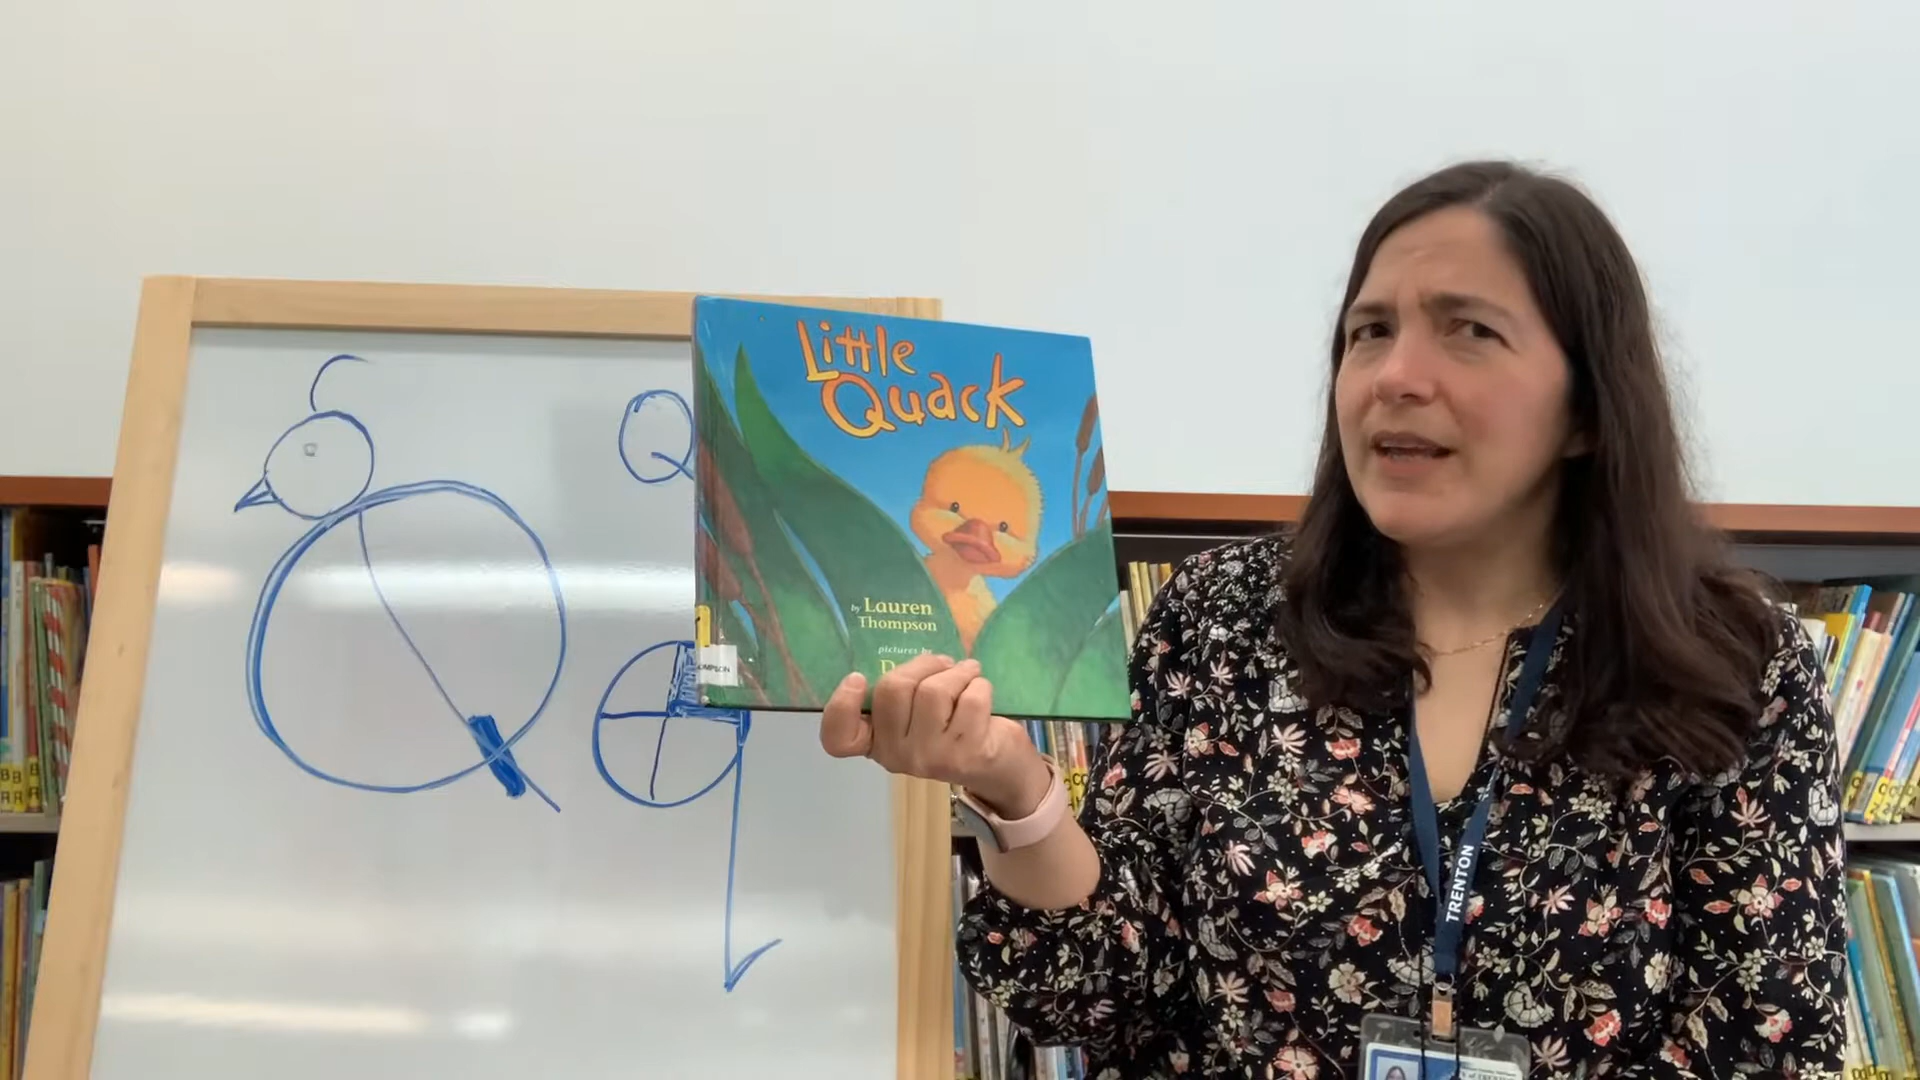 Q
Q
q
Little
Quack
by Lauren
Thompson
pictures by
TRENTON